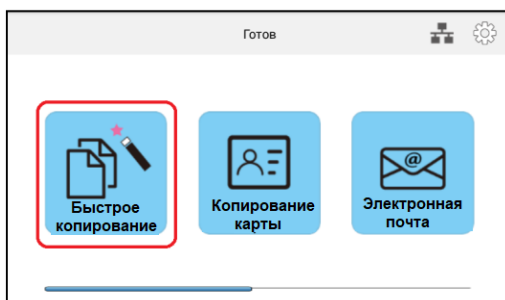 Готов
Быстрое
копирование
Копирование
карты
@
Электронная
почта